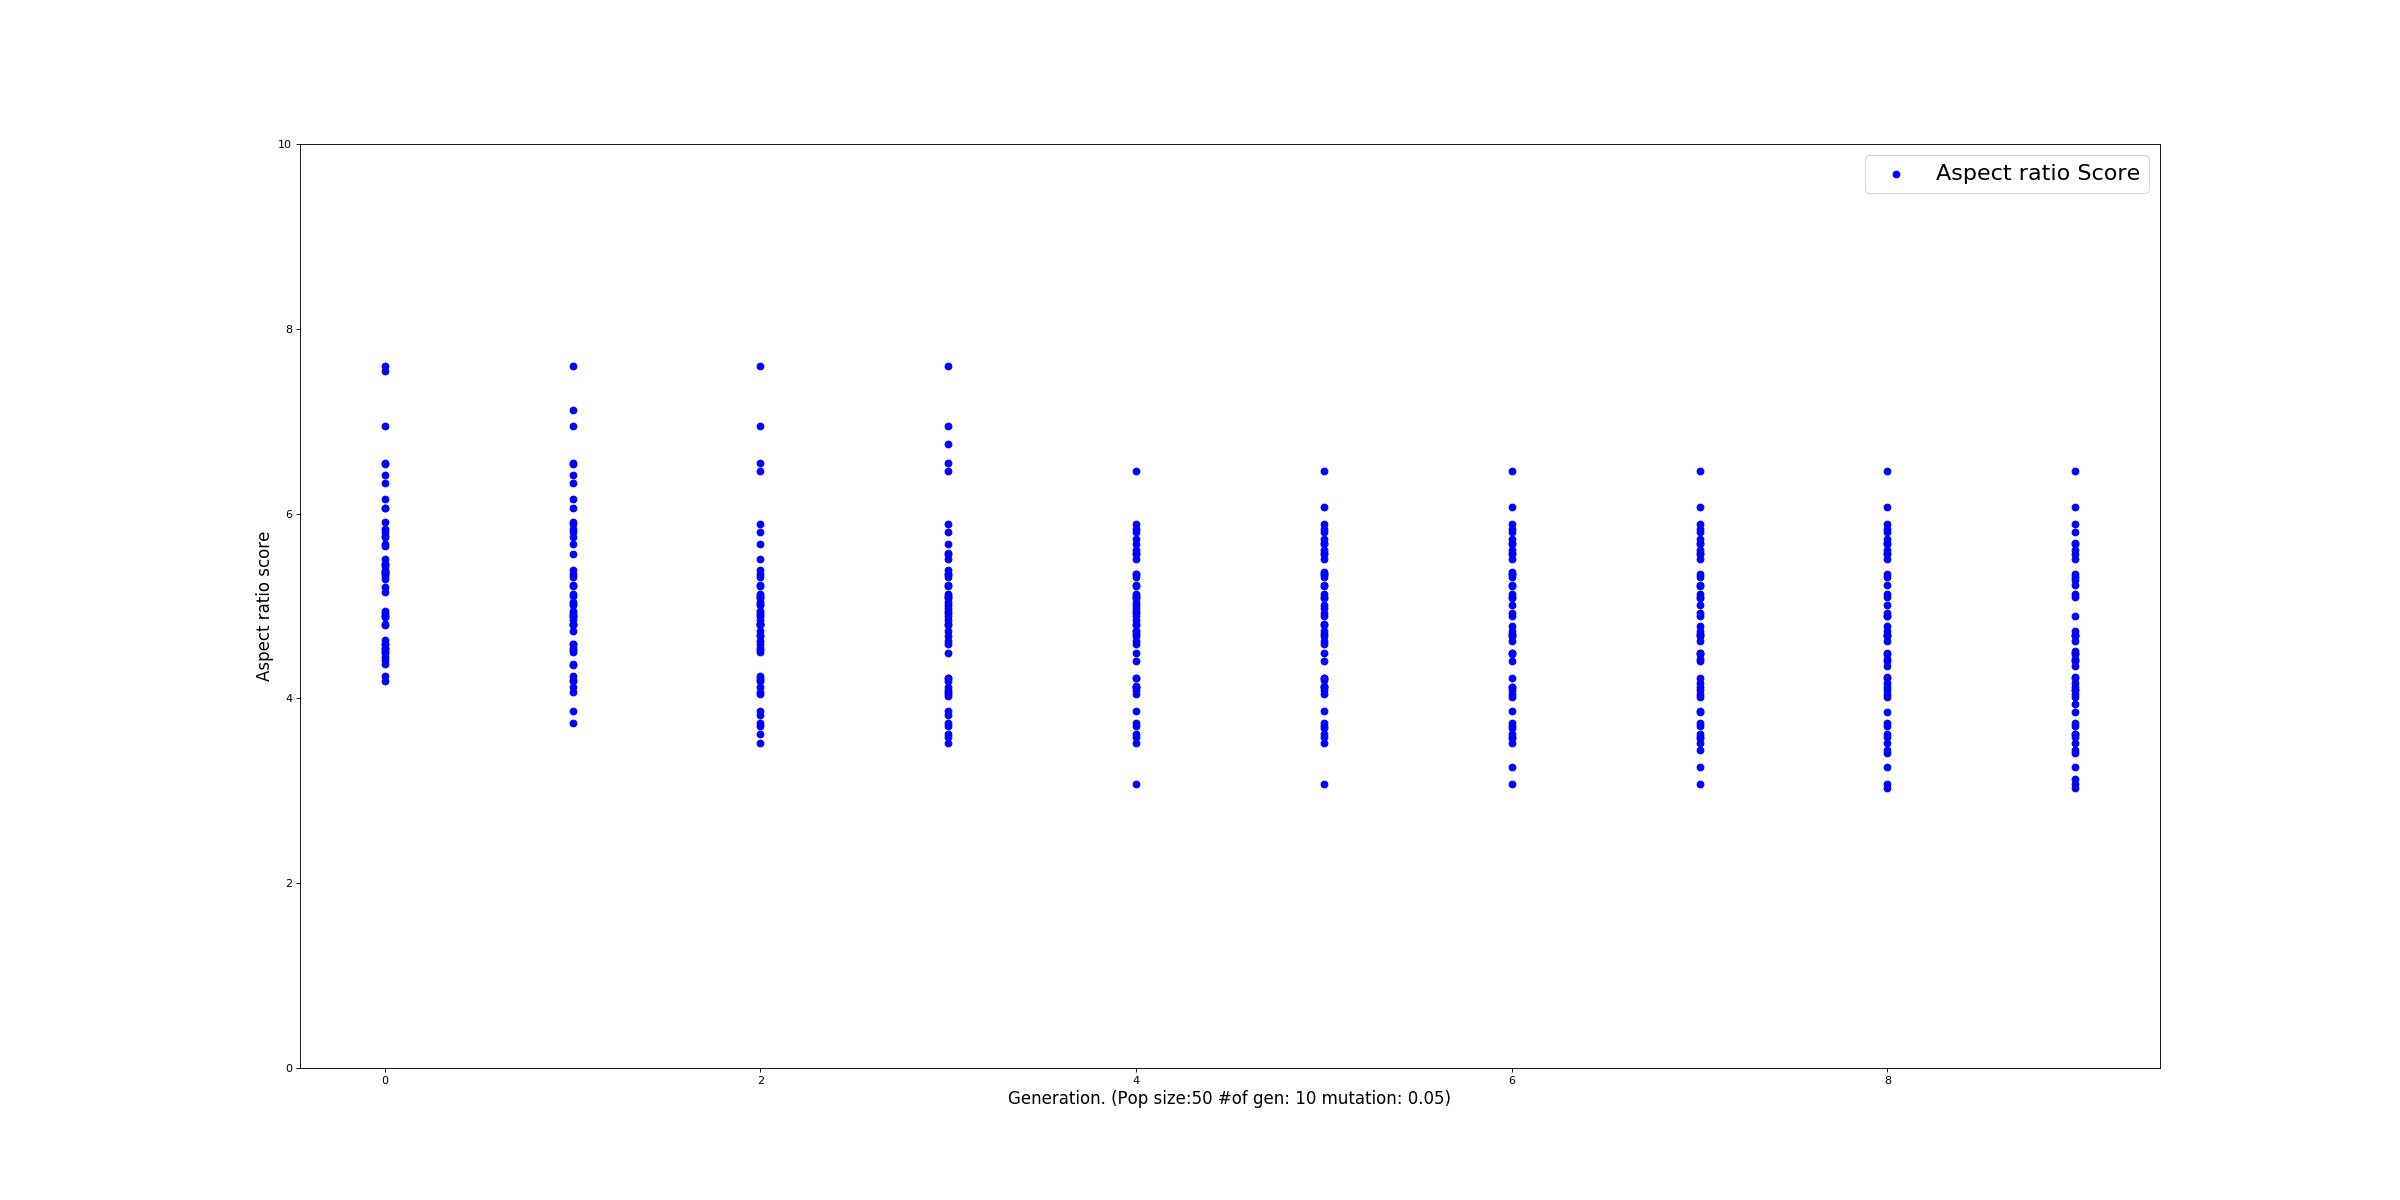 10
Aspect ratio Score
8
6
4
2
0
Aspect ratio score
0 2 4 6 8
Generation. (Pop size:50 #of gen: 10 mutation: 0.05)